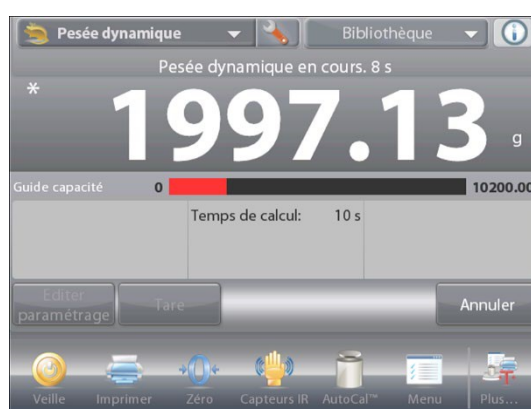 Pesée dynamique Bibliothèque
Pesée dynamique en cours. 8 s
* 1997.13 g
Guide capacité 0 10200.00
Temps de calcul: 10 s
Editer paramétrage Tare Annuler
Veille Imprimer Zéro Capteurs IR AutoCal™ Menu Plus...